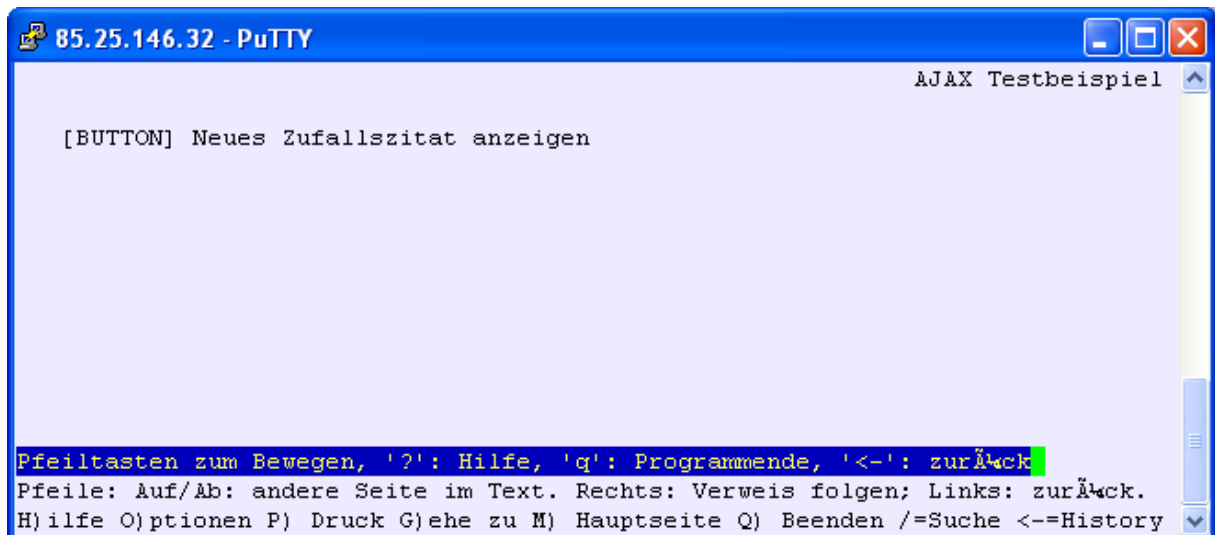 85.25.146.32 - PuTTY
AJAX Testbeispiel
[BUTTON] Neues Zufallszitat anzeigen
Pfeiltasten zum Bewegen, '?': Hilfe, 'q': Programmende, '<-': zurÃ¼ck
Pfeile: Auf/Ab: andere Seite im Text. Rechts: Verweis folgen; Links: zurÃ¼ck.
H)ilfe O)ptionen P) Druck G)ehe zu M) Hauptseite Q) Beenden /=Suche <-=History